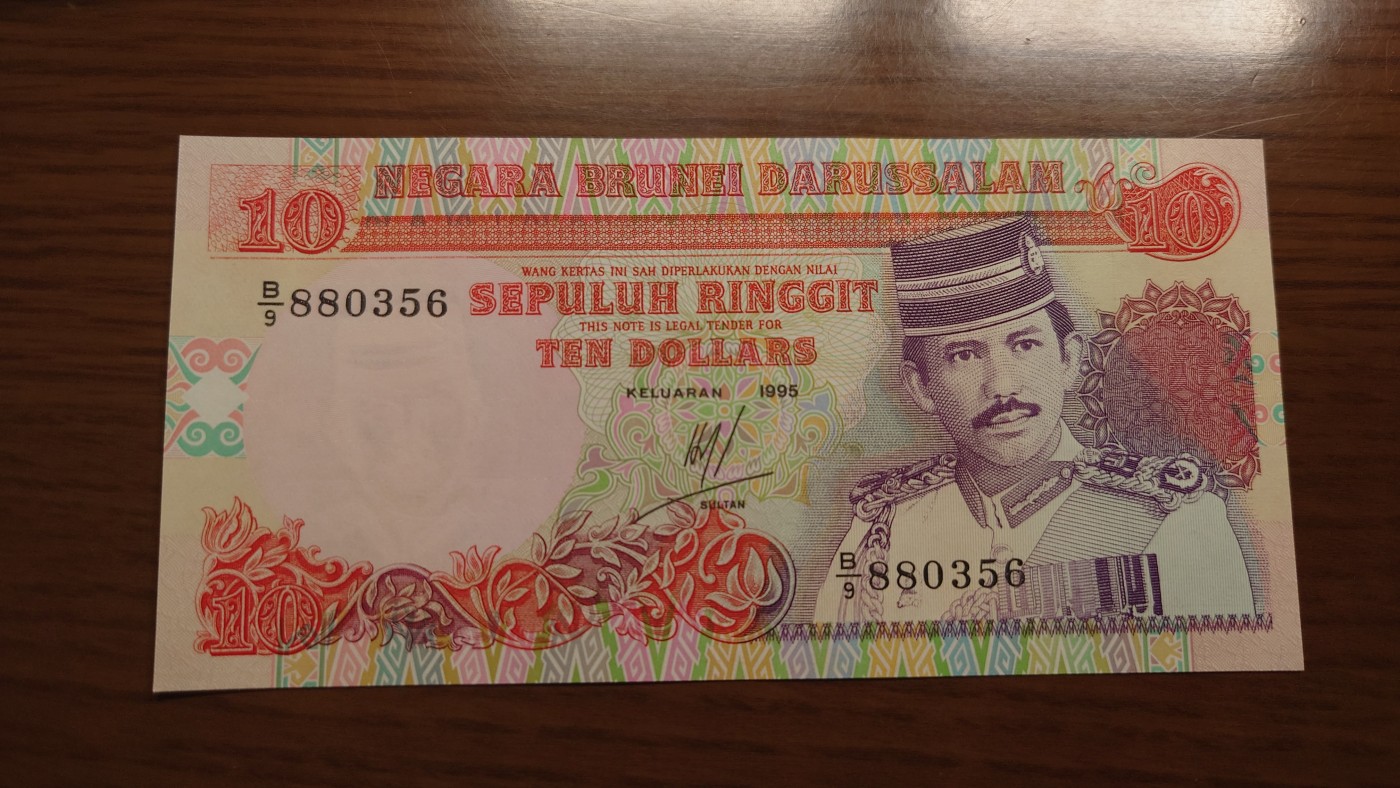 10 NEGARA BRUNEI DARUSSALAM 10
WANG KERTAS INI SAH DIPERLAKUKAN DENGAN NILAI
B/9 880356 SEPULUH RINGGIT
THIS NOTE IS LEGAL TENDER FOR
TEN DOLLARS
KELUARAN 1995
SULTAN
B/9 880356
10